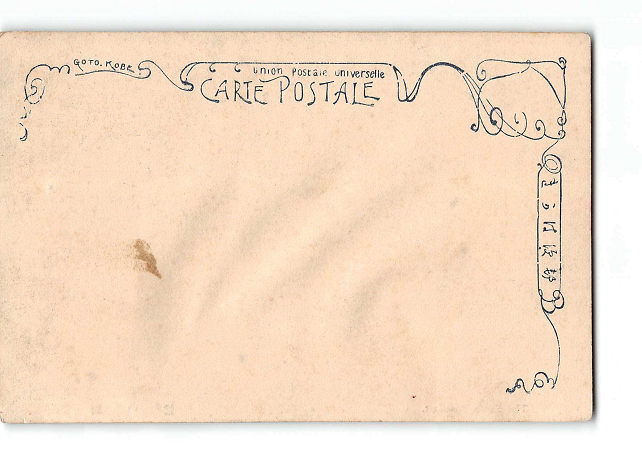 GOTO. KOBE
Union Postale Universelle
CARTE POSTALE